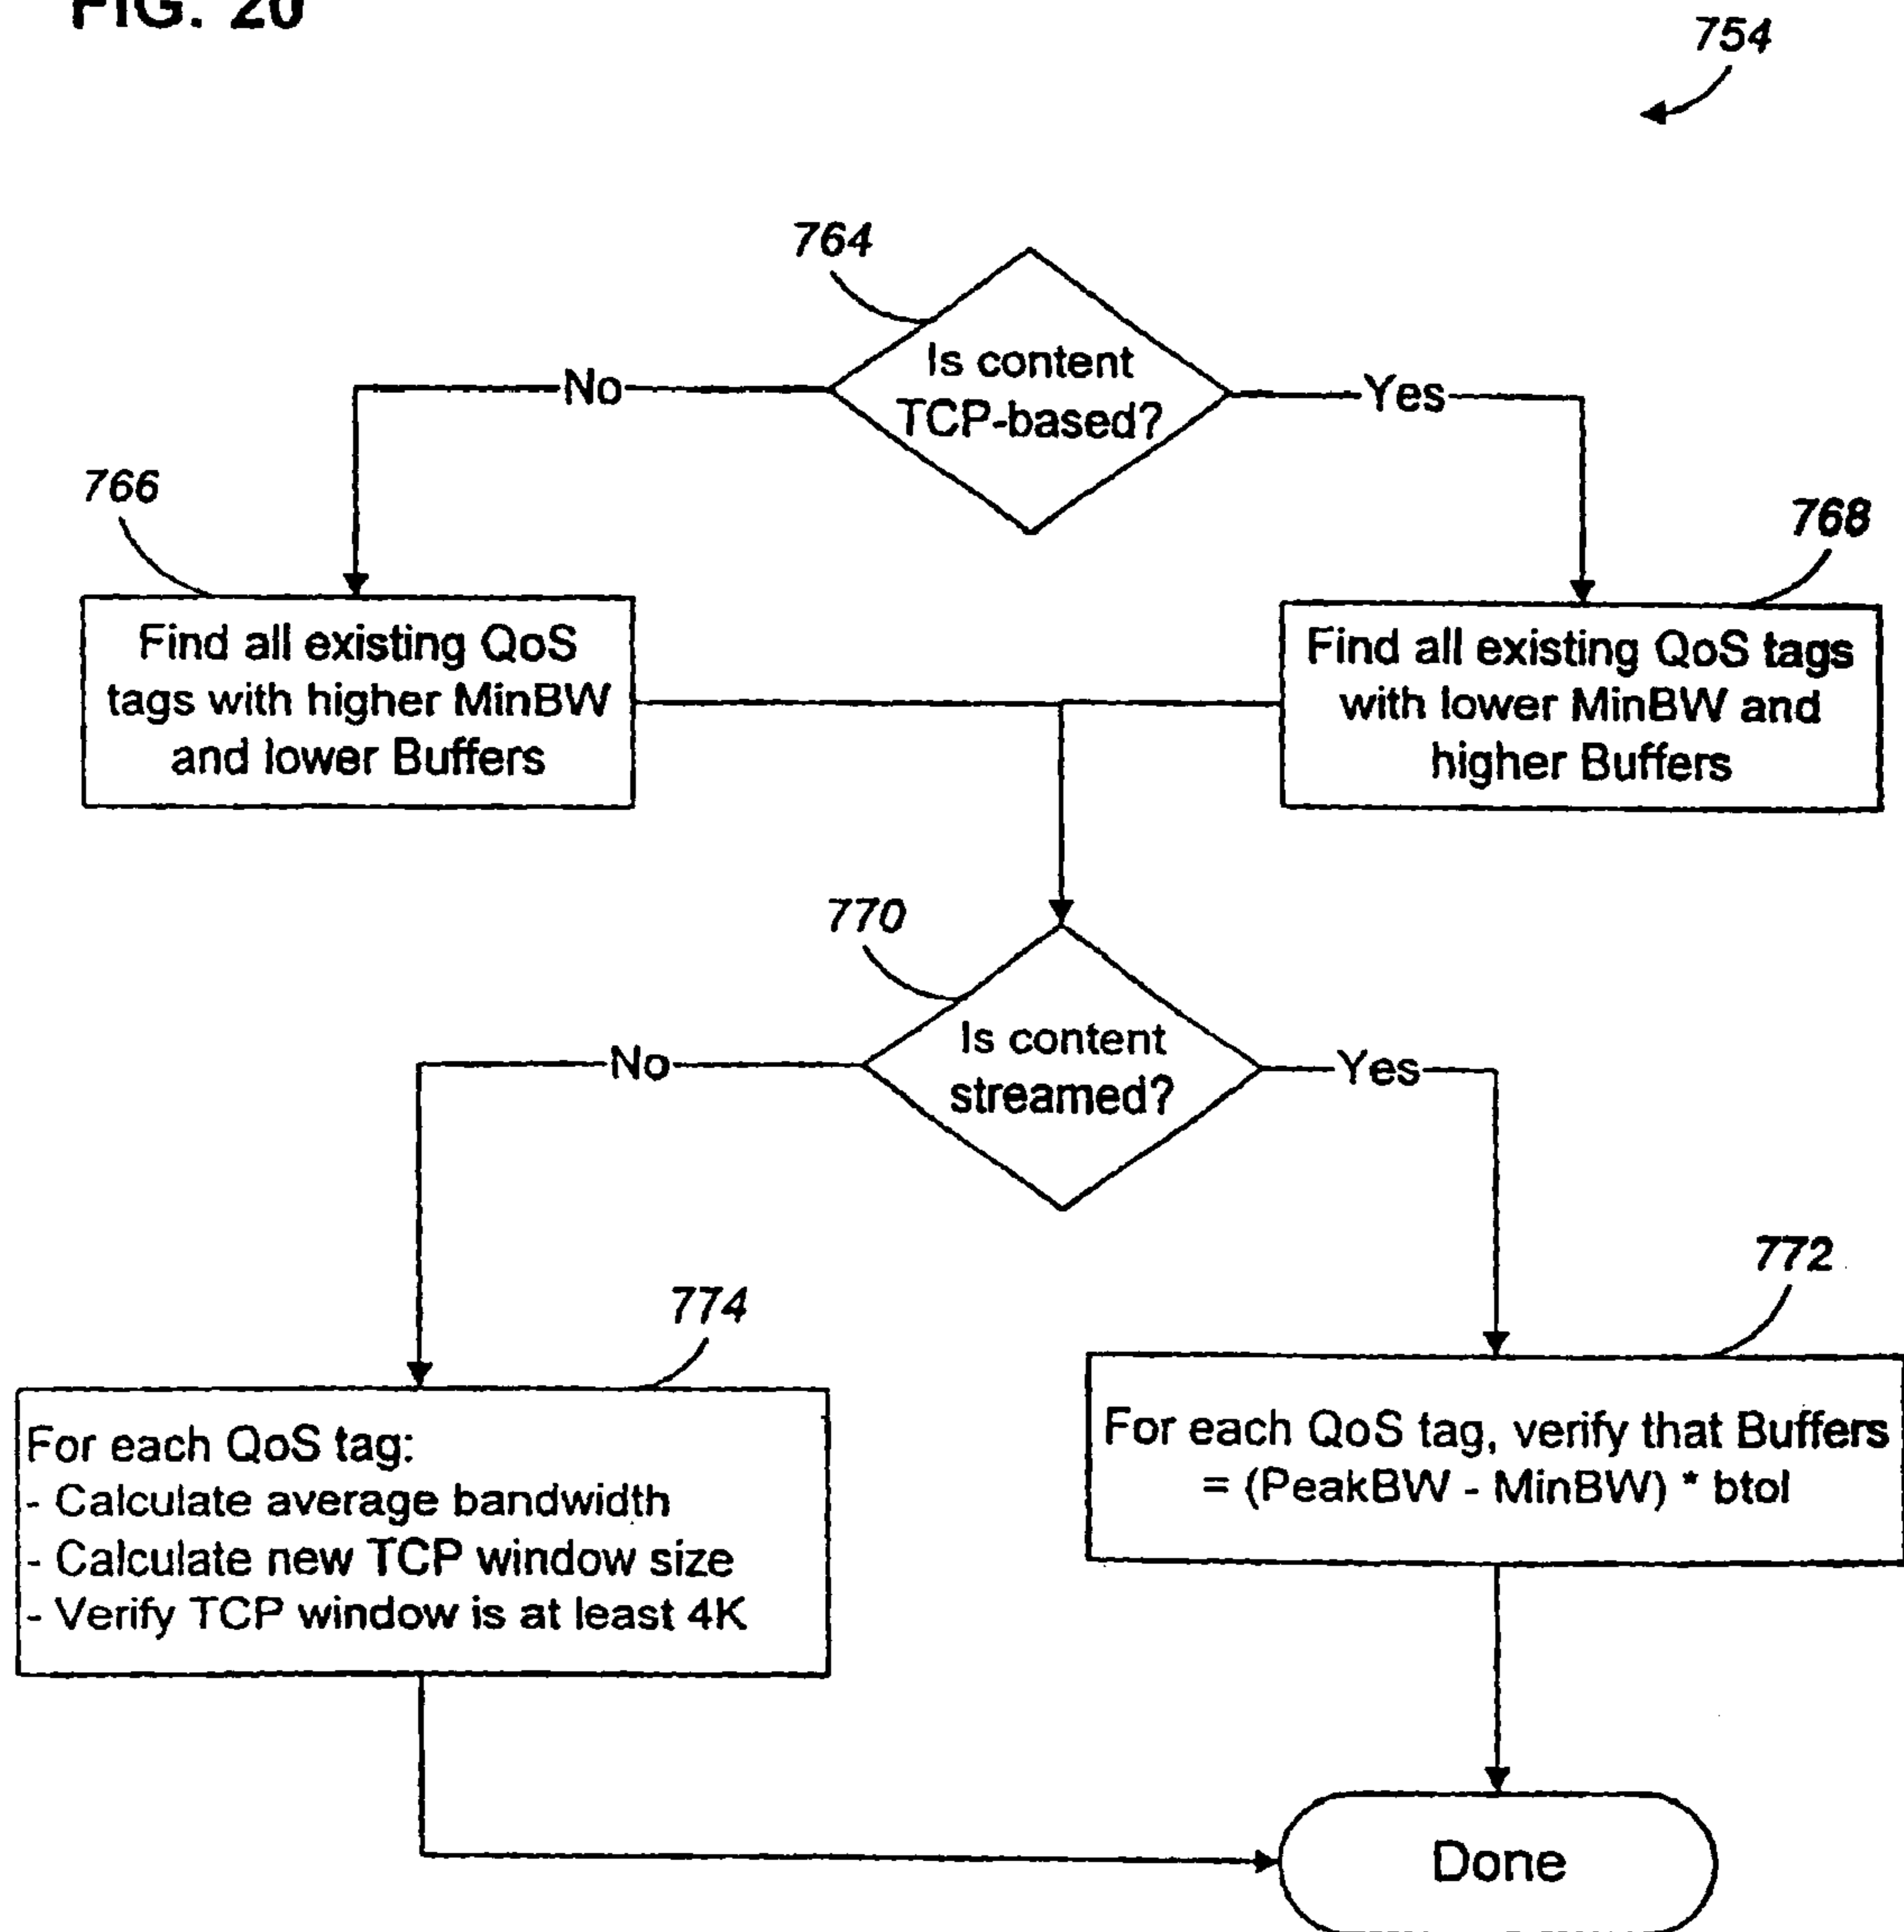 FIG. 20
754
764
Is content
TCP-based?
No
Yes
766
768
Find all existing QoS
tags with higher MinBW
and lower Buffers
Find all existing QoS tags
with lower MinBW and
higher Buffers
770
Is content
streamed?
No
Yes
772
774
For each QoS tag:
- Calculate average bandwidth
- Calculate new TCP window size
- Verify TCP window is at least 4K
For each QoS tag, verify that Buffers
= (PeakBW - MinBW) * btol
Done